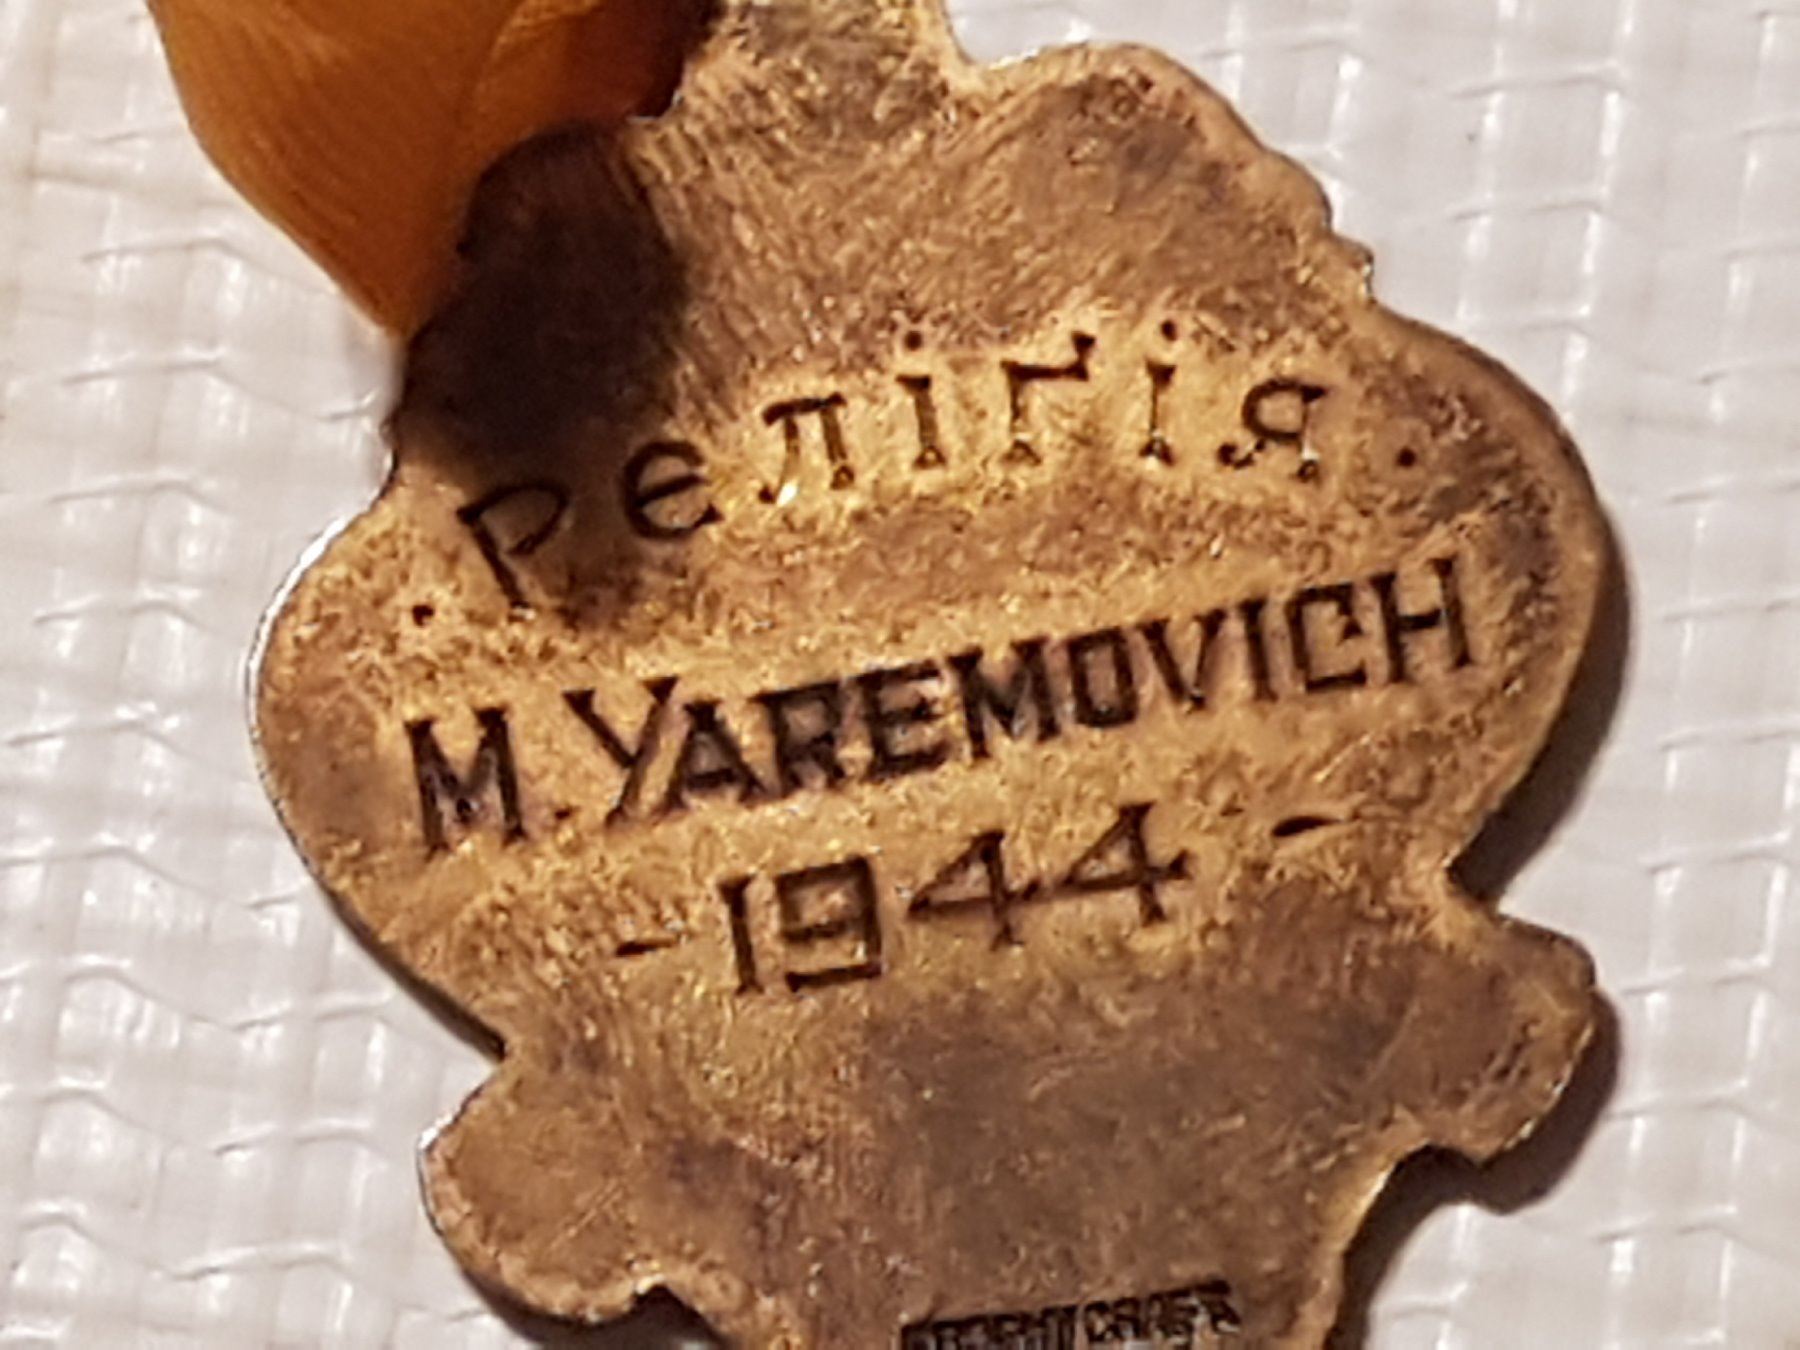 . Релігія .
M. YAREMOVICH
- 1944 -